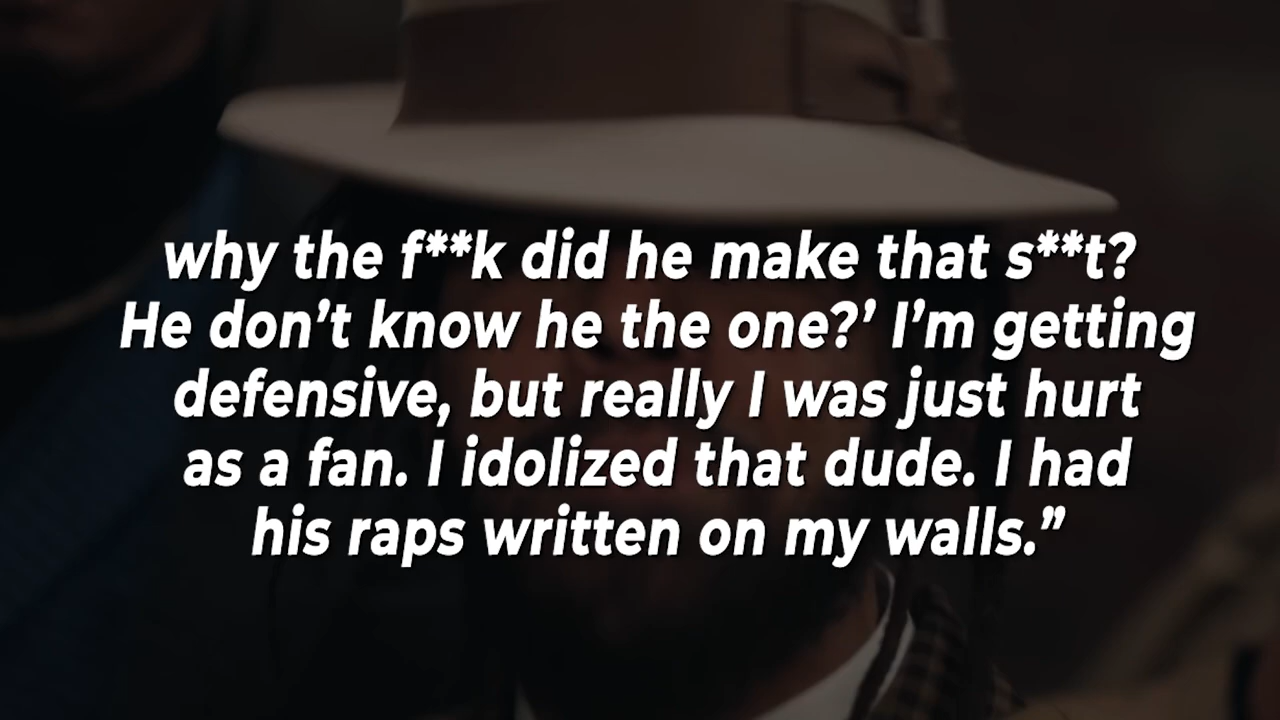 why the f**k did he make that s**t?
He don’t know he the one?’ I’m getting
defensive, but really I was just hurt
as a fan. I idolized that dude. I had
his raps written on my walls.”